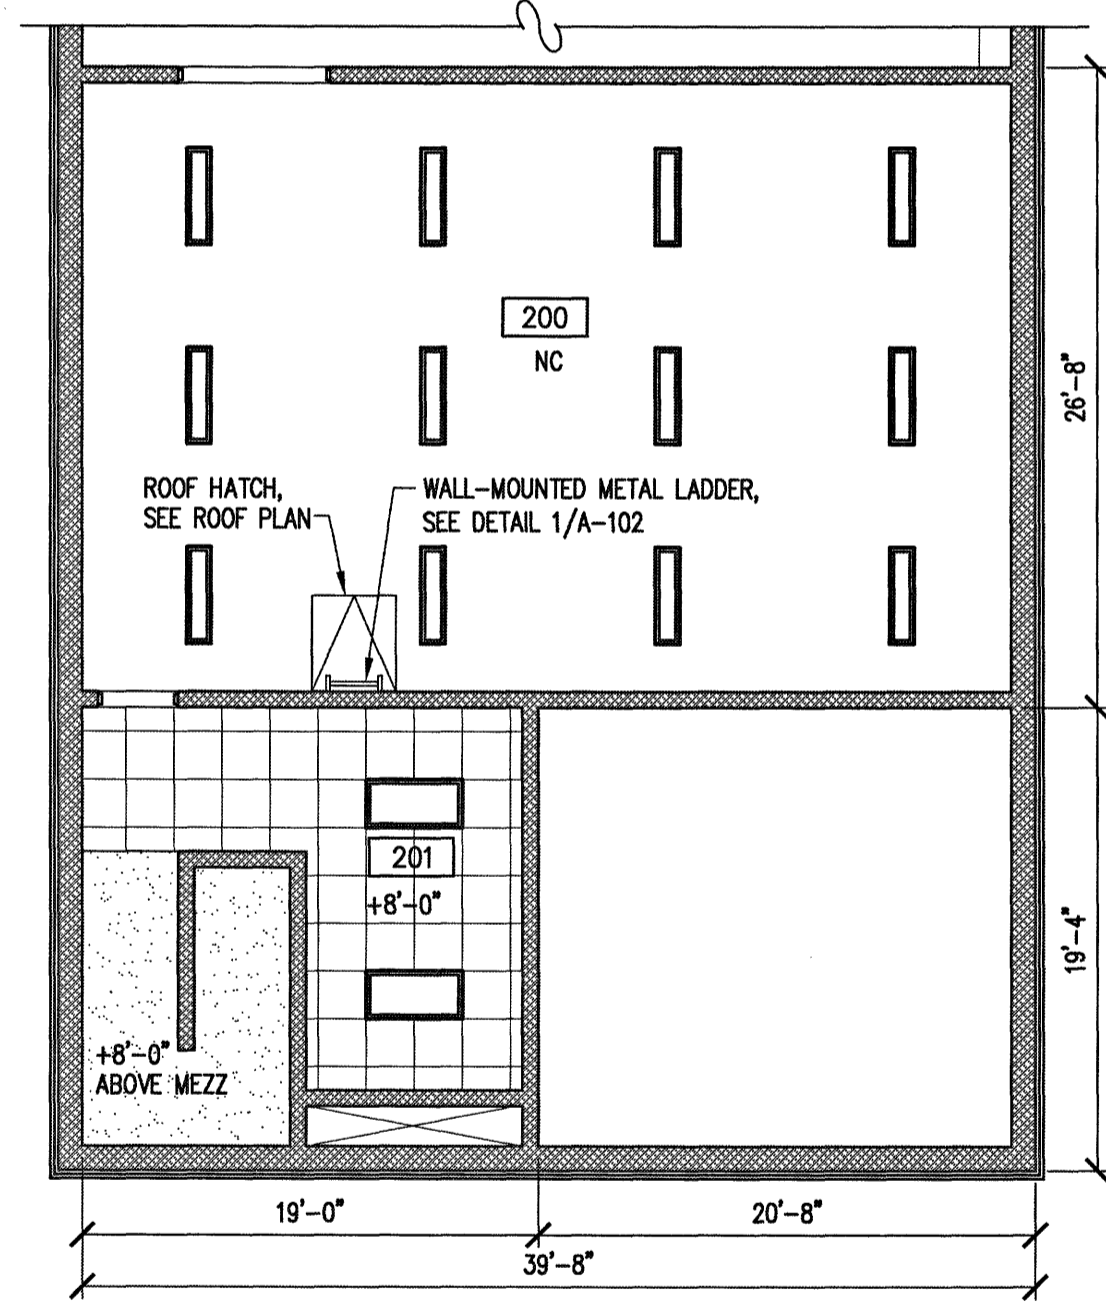 200
NC
26'-8"
ROOF HATCH,
SEE ROOF PLAN
WALL-MOUNTED METAL LADDER,
SEE DETAIL 1/A-102
201
+8'-0"
19'-4"
+8'-0"
ABOVE MEZZ
19'-0"
20'-8"
39'-8"